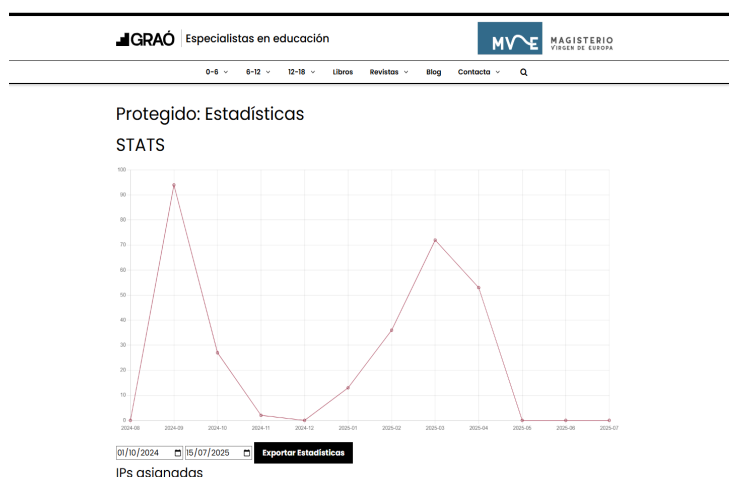 GRAÓ Especialistas en educación
MVE MAGISTERIO
VIRGEN DE EUROPA
0-6 6-12 12-18 Libros Revistas Blog Contacta
Protegido: Estadísticas
STATS
100
90
80
70
60
50
40
30
20
10
0
2024-08 2024-09 2024-10 2024-11 2024-12 2025-01 2025-02 2025-03 2025-04 2025-05 2025-06 2025-07
01/10/2024 15/07/2025 Exportar Estadísticas
IPs asignadas